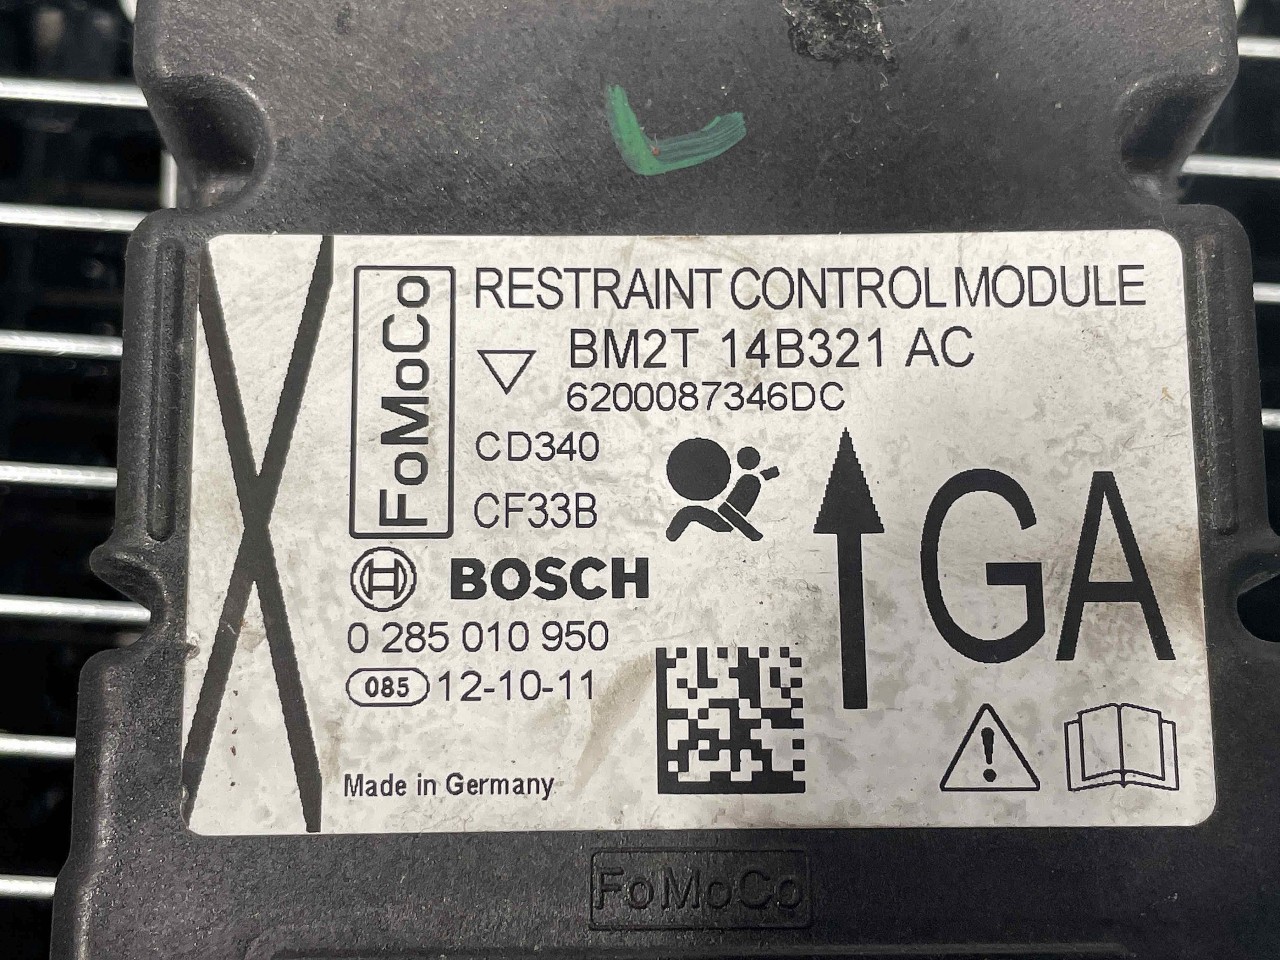 RESTRAINT CONTROL MODULE
FoMoCo
BM2T 14B321 AC
6200087346DC
CD340
CF33B
GA
BOSCH
0 285 010 950
085 12-10-11
Made in Germany
FoMoCo